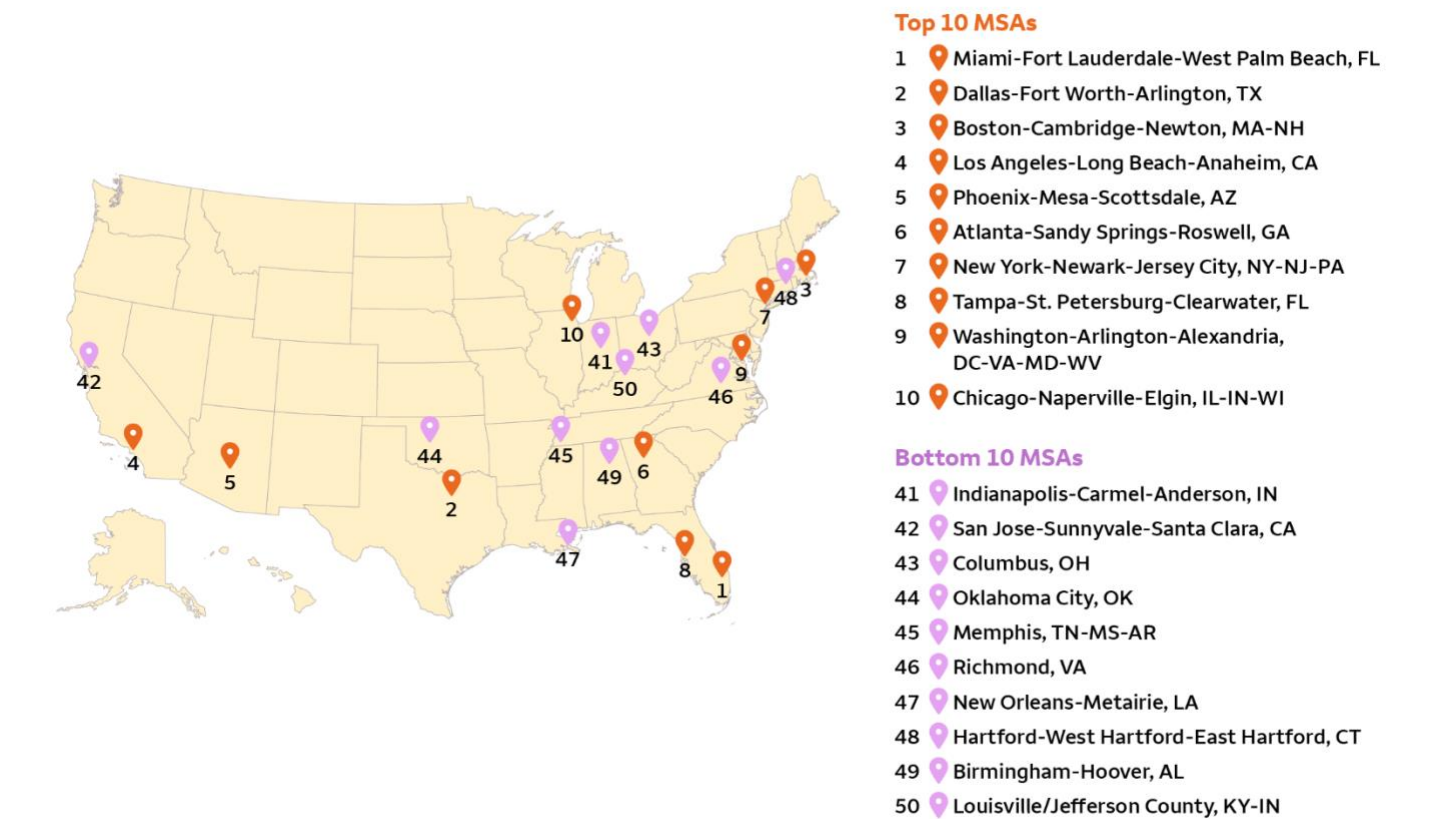 Top 10 MSAs
1 Miami-Fort Lauderdale-West Palm Beach, FL
2 Dallas-Fort Worth-Arlington, TX
3 Boston-Cambridge-Newton, MA-NH
4 Los Angeles-Long Beach-Anaheim, CA
5 Phoenix-Mesa-Scottsdale, AZ
6 Atlanta-Sandy Springs-Roswell, GA
7 New York-Newark-Jersey City, NY-NJ-PA
8 Tampa-St. Petersburg-Clearwater, FL
9 Washington-Arlington-Alexandria,
DC-VA-MD-WV
10 Chicago-Naperville-Elgin, IL-IN-WI
Bottom 10 MSAs
41 Indianapolis-Carmel-Anderson, IN
42 San Jose-Sunnyvale-Santa Clara, CA
43 Columbus, OH
44 Oklahoma City, OK
45 Memphis, TN-MS-AR
46 Richmond, VA
47 New Orleans-Metairie, LA
48 Hartford-West Hartford-East Hartford, CT
49 Birmingham-Hoover, AL
50 Louisville/Jefferson County, KY-IN
48
3
7
10
41
43
50
9
42
46
44
45
4
5
49
6
2
47
8
1